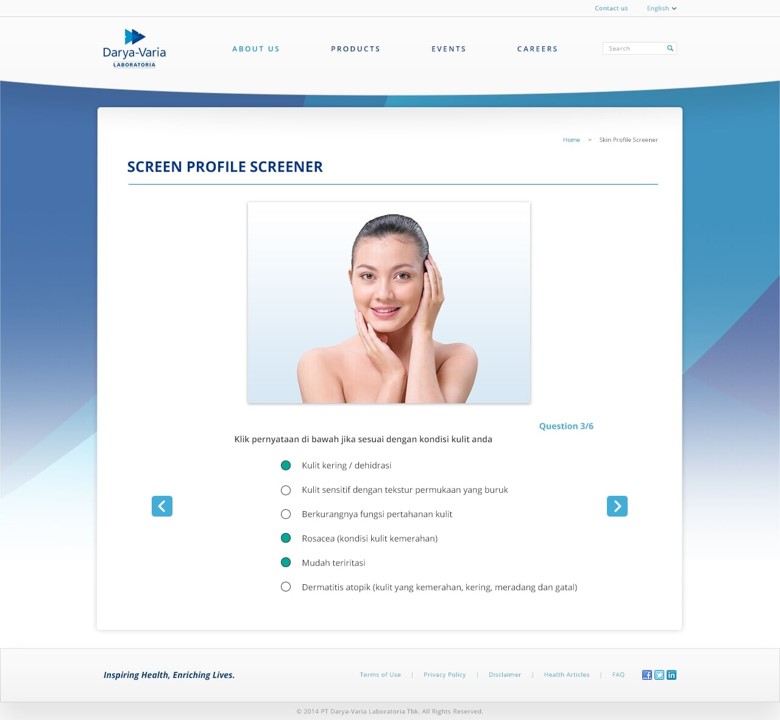 Contact us
English
Darya-Varia
LABORATORIA
ABOUT US
PRODUCTS
EVENTS
CAREERS
Search
Home > Skin Profile Screener
SCREEN PROFILE SCREENER
Question 3/6
Klik pernyataan di bawah jika sesuai dengan kondisi kulit anda
Kulit kering / dehidrasi
Kulit sensitif dengan tekstur permukaan yang buruk
Berkurangnya fungsi pertahanan kulit
Rosacea (kondisi kulit kemerahan)
Mudah teriritasi
Dermatitis atopik (kulit yang kemerahan, kering, meradang dan gatal)
Inspiring Health, Enriching Lives.
Terms of Use | Privacy Policy | Disclaimer | Health Articles | FAQ
© 2014 PT Darya-Varia Laboratoria Tbk. All Rights Reserved.